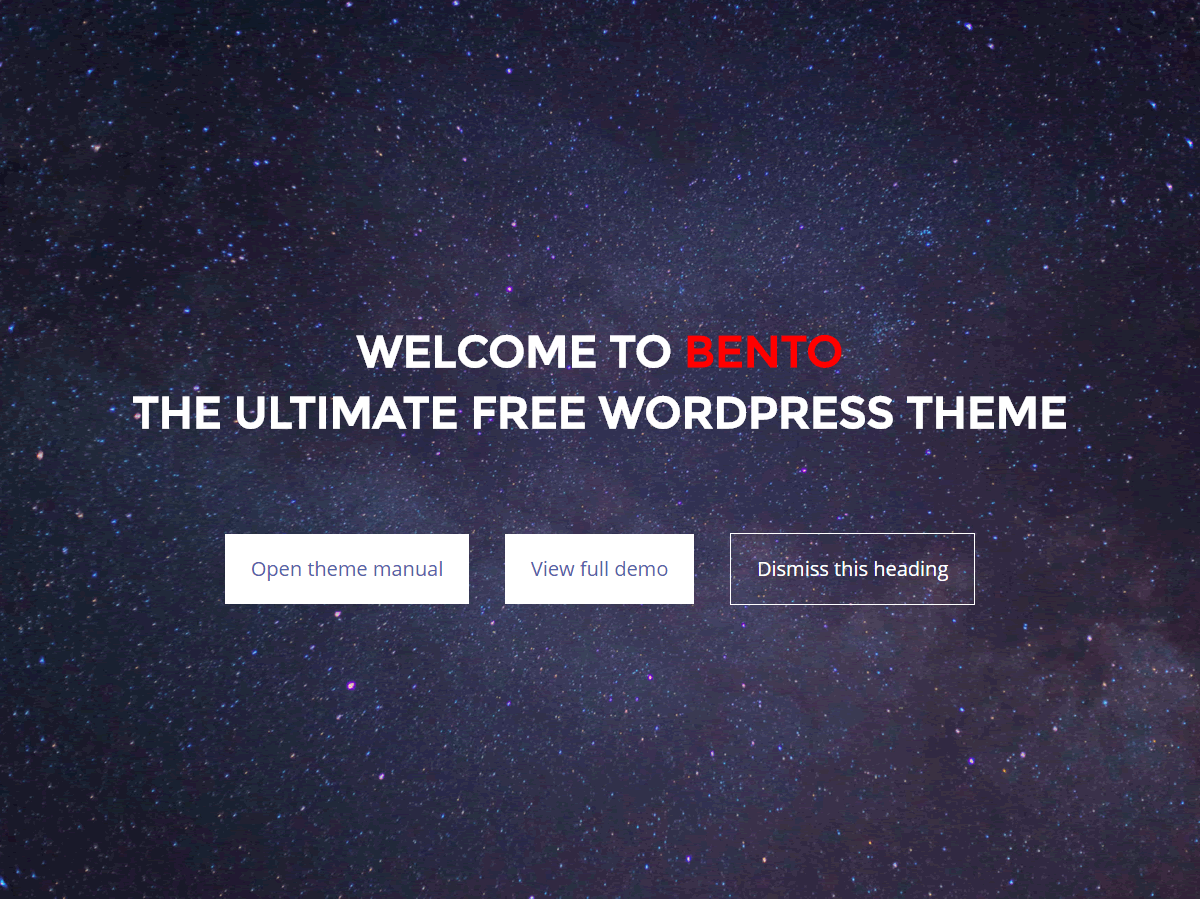 WELCOME TO BENTO
THE ULTIMATE FREE WORDPRESS THEME
Open theme manual
View full demo
Dismiss this heading